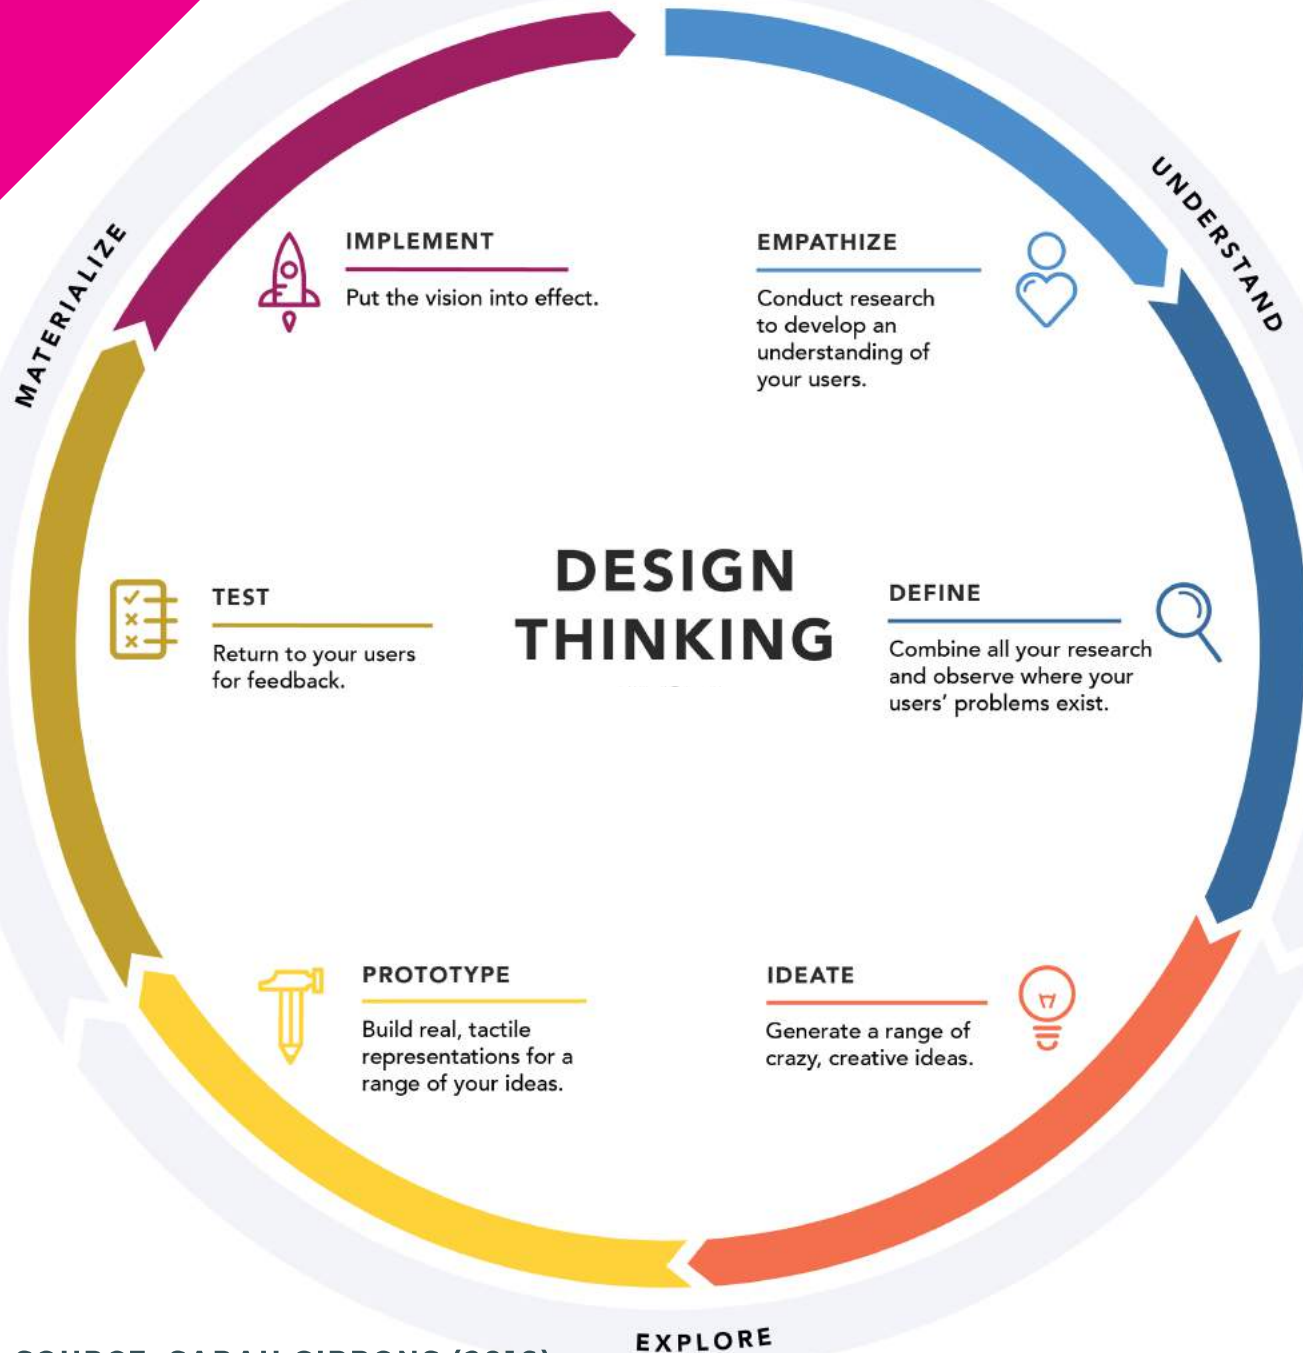 UNDERSTAND
MATERIALIZE
IMPLEMENT
Put the vision into effect.
EMPATHIZE
Conduct research
to develop an
understanding of
your users.
DESIGN
THINKING
TEST
Return to your users
for feedback.
DEFINE
Combine all your research
and observe where your
users’ problems exist.
PROTOTYPE
Build real, tactile
representations for a
range of your ideas.
IDEATE
Generate a range of
crazy, creative ideas.
EXPLORE
SOURCE: SARAH GIBBONS